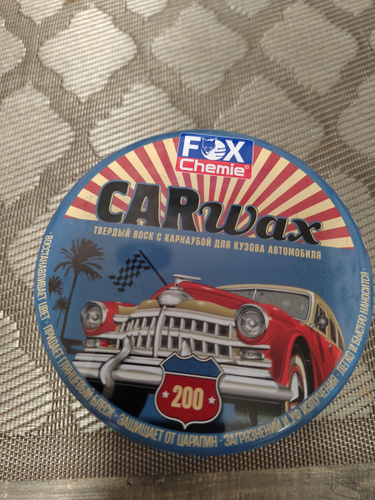 FOX
Chemie®
CARwax
ТВЕРДЫЙ ВОСК С КАРНАУБОЙ ДЛЯ КУЗОВА АВТОМОБИЛЯ
200
·ВОССТАНАВЛИВАЕТ ЦВЕТ · ПРИДАЕТ ГЛЯНЦЕВЫЙ БЛЕСК · ЗАЩИЩАЕТ ОТ ЦАРАПИН · ЗАГРЯЗНЕНИЙ И УФ ИЗЛУЧЕНИЯ · ЛЕГКО И БЫСТРО НАНОСИТСЯ·